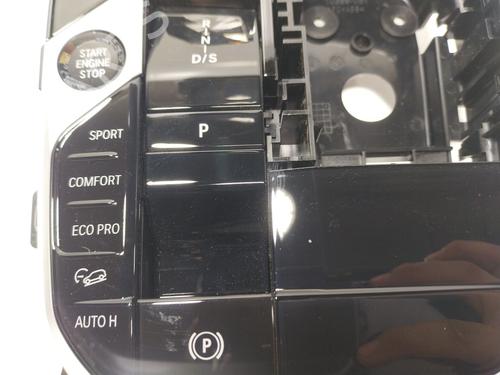 START
ENGINE
STOP
R
N
D/S
SPORT
P
COMFORT
ECO PRO
AUTO H
(P)